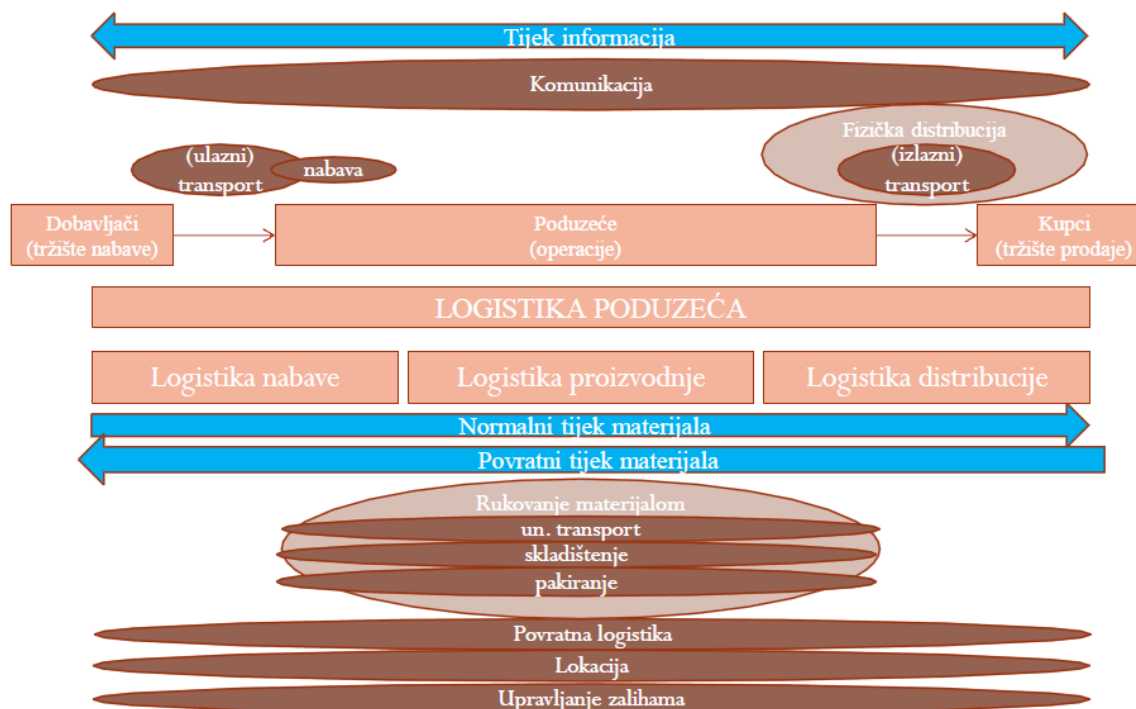 Tijek informacija
Komunikacija
Fizička distribucija
(ulazni)
transport
nabava
(izlazni)
transport
Dobavljači
(tržište nabave)
Poduzeće
(operacije)
Kupci
(tržište prodaje)
LOGISTIKA PODUZEĆA
Logistika nabave
Logistika proizvodnje
Logistika distribucije
Normalni tijek materijala
Povratni tijek materijala
Rukovanje materijalom
un. transport
skladištenje
pakiranje
Povratna logistika
Lokacija
Upravljanje zalihama